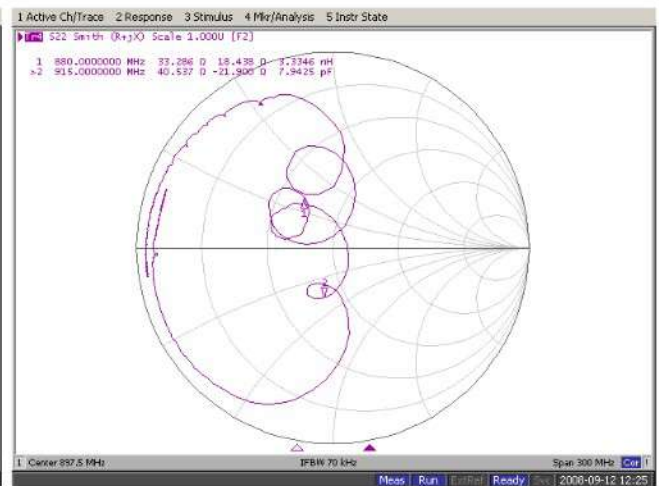 1 Active Ch/Trace 2 Response 3 Stimulus 4 Mkr/Analysis 5 Instr State
S22 Smith (R+jX) Scale 1.000U [F2]
1 880.0000000 MHz 33.286 Ω 18.438 Ω 3.3346 nH
>2 915.0000000 MHz 40.537 Ω -21.900 Ω 7.9425 pF
1
2
1 Center 897.5 MHz IFBW 70 kHz Span 300 MHz Cor !
Meas Run ExtRef Ready Svc 2008-09-12 12:25